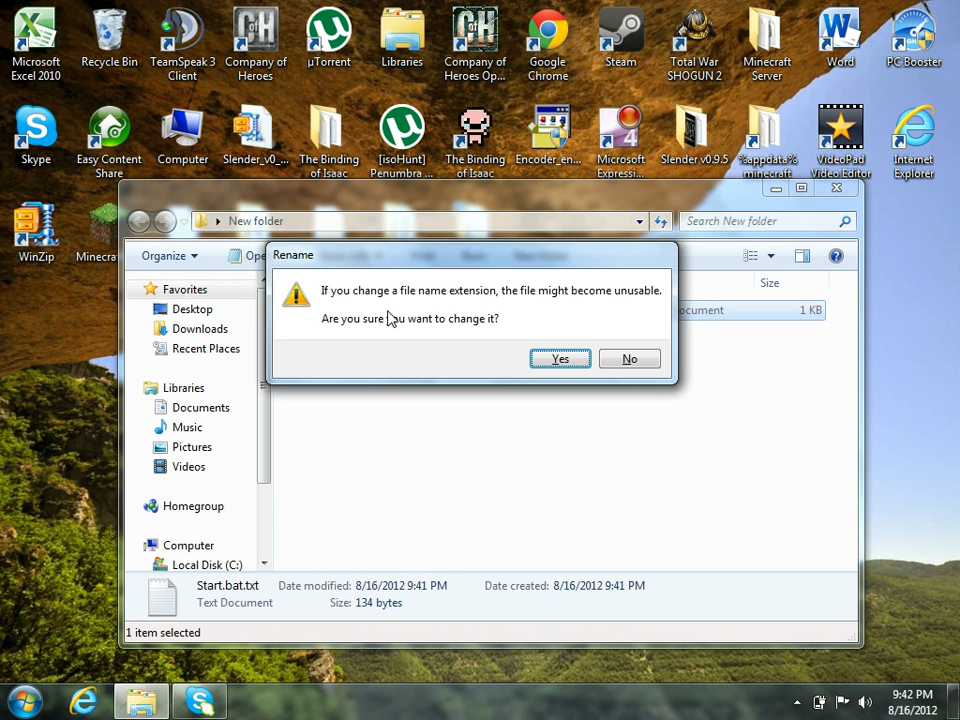 Microsoft Excel 2010
Recycle Bin
TeamSpeak 3 Client
Company of Heroes
µTorrent
Libraries
Company of Heroes Op...
Google Chrome
Steam
Total War SHOGUN 2
Minecraft Server
Word
PC Booster
Skype
Easy Content Share
Computer
Slender_v0_...
The Binding of Isaac
[isoHunt] Penumbra ...
The Binding of Isaac
Encoder_en...
Microsoft Expressi...
Slender v0.9.5
%appdata% minecraft
VideoPad Video Editor
Internet Explorer
WinZip
Minecra
New folder
Search New folder
Organize
Ope
Rename
Size
If you change a file name extension, the file might become unusable.
Are you sure you want to change it?
Yes
No
ocument
1 KB
Favorites
Desktop
Downloads
Recent Places
Libraries
Documents
Music
Pictures
Videos
Homegroup
Computer
Local Disk (C:)
Start.bat.txt
Date modified: 8/16/2012 9:41 PM
Date created: 8/16/2012 9:41 PM
Text Document
Size: 134 bytes
1 item selected
9:42 PM
8/16/2012